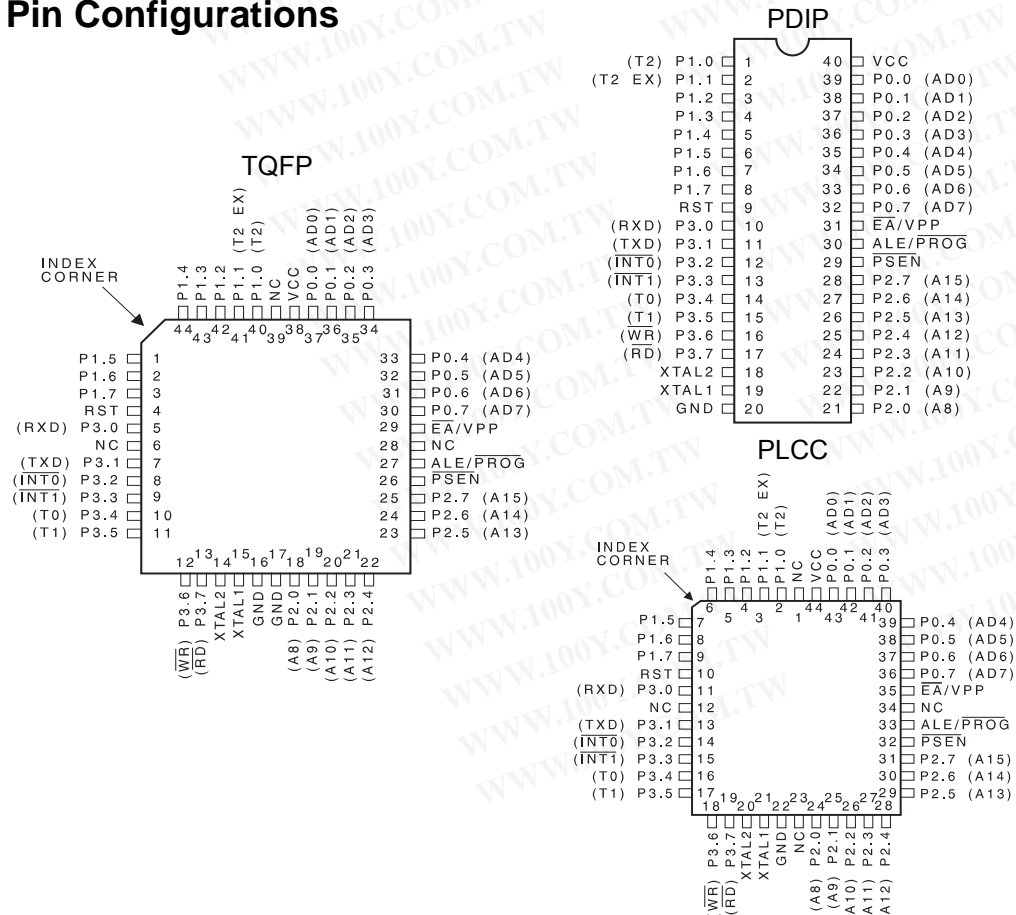 Pin Configurations
PDIP
(T2) P1.0 1 40 VCC
(T2 EX) P1.1 2 39 P0.0 (AD0)
P1.2 3 38 P0.1 (AD1)
P1.3 4 37 P0.2 (AD2)
P1.4 5 36 P0.3 (AD3)
P1.5 6 35 P0.4 (AD4)
P1.6 7 34 P0.5 (AD5)
P1.7 8 33 P0.6 (AD6)
RST 9 32 P0.7 (AD7)
(RXD) P3.0 10 31 EA/VPP
(TXD) P3.1 11 30 ALE/PROG
(INT0) P3.2 12 29 PSEN
(INT1) P3.3 13 28 P2.7 (A15)
(T0) P3.4 14 27 P2.6 (A14)
(T1) P3.5 15 26 P2.5 (A13)
(WR) P3.6 16 25 P2.4 (A12)
(RD) P3.7 17 24 P2.3 (A11)
XTAL2 18 23 P2.2 (A10)
XTAL1 19 22 P2.1 (A9)
GND 20 21 P2.0 (A8)
TQFP
INDEX
CORNER
P1.4
P1.3
P1.2
P1.1 (T2 EX)
P1.0 (T2)
NC
VCC
P0.0 (AD0)
P0.1 (AD1)
P0.2 (AD2)
P0.3 (AD3)
44 43 42 41 40 39 38 37 36 35 34
P1.5 1 33 P0.4 (AD4)
P1.6 2 32 P0.5 (AD5)
P1.7 3 31 P0.6 (AD6)
RST 4 30 P0.7 (AD7)
(RXD) P3.0 5 29 EA/VPP
NC 6 28 NC
(TXD) P3.1 7 27 ALE/PROG
(INT0) P3.2 8 26 PSEN
(INT1) P3.3 9 25 P2.7 (A15)
(T0) P3.4 10 24 P2.6 (A14)
(T1) P3.5 11 23 P2.5 (A13)
12 13 14 15 16 17 18 19 20 21 22
(WR) P3.6
(RD) P3.7
XTAL2
XTAL1
GND
GND
(A8) P2.0
(A9) P2.1
(A10) P2.2
(A11) P2.3
(A12) P2.4
PLCC
INDEX
CORNER
P1.4
P1.3
P1.2
P1.1 (T2 EX)
P1.0 (T2)
NC
VCC
P0.0 (AD0)
P0.1 (AD1)
P0.2 (AD2)
P0.3 (AD3)
6 5 4 3 2 1 44 43 42 41 40
P1.5 7 39 P0.4 (AD4)
P1.6 8 38 P0.5 (AD5)
P1.7 9 37 P0.6 (AD6)
RST 10 36 P0.7 (AD7)
(RXD) P3.0 11 35 EA/VPP
NC 12 34 NC
(TXD) P3.1 13 33 ALE/PROG
(INT0) P3.2 14 32 PSEN
(INT1) P3.3 15 31 P2.7 (A15)
(T0) P3.4 16 30 P2.6 (A14)
(T1) P3.5 17 29 P2.5 (A13)
18 19 20 21 22 23 24 25 26 27 28
(WR) P3.6
(RD) P3.7
XTAL2
XTAL1
GND
NC
(A8) P2.0
(A9) P2.1
A10) P2.2
A11) P2.3
A12) P2.4
WWW.100Y.COM.TW